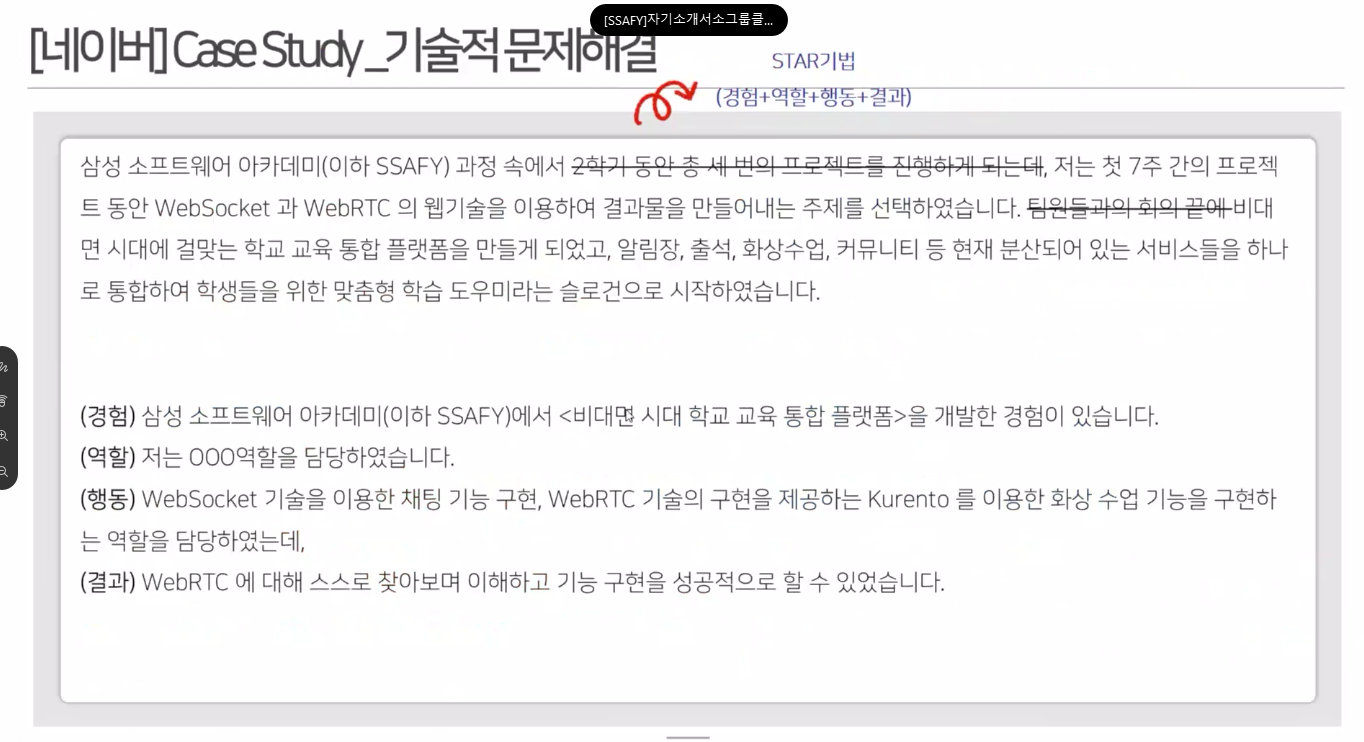 [SSAFY]자기소개서소그룹클...
[네이버] Case Study_기술적 문제해결
STAR기법
(경험+역할+행동+결과)
삼성 소프트웨어 아카데미(이하 SSAFY) 과정 속에서 2학기 동안 총 세 번의 프로젝트를 진행하게 되는데, 저는 첫 7주 간의 프로젝
트 동안 WebSocket 과 WebRTC 의 웹기술을 이용하여 결과물을 만들어내는 주제를 선택하였습니다. 팀원들과의 회의 끝에 비대
면 시대에 걸맞는 학교 교육 통합 플랫폼을 만들게 되었고, 알림장, 출석, 화상수업, 커뮤니티 등 현재 분산되어 있는 서비스들을 하나
로 통합하여 학생들을 위한 맞춤형 학습 도우미라는 슬로건으로 시작하였습니다.
(경험) 삼성 소프트웨어 아카데미(이하 SSAFY)에서 <비대면 시대 학교 교육 통합 플랫폼>을 개발한 경험이 있습니다.
(역할) 저는 OOO역할을 담당하였습니다.
(행동) WebSocket 기술을 이용한 채팅 기능 구현, WebRTC 기술의 구현을 제공하는 Kurento 를 이용한 화상 수업 기능을 구현하
는 역할을 담당하였는데,
(결과) WebRTC 에 대해 스스로 찾아보며 이해하고 기능 구현을 성공적으로 할 수 있었습니다.